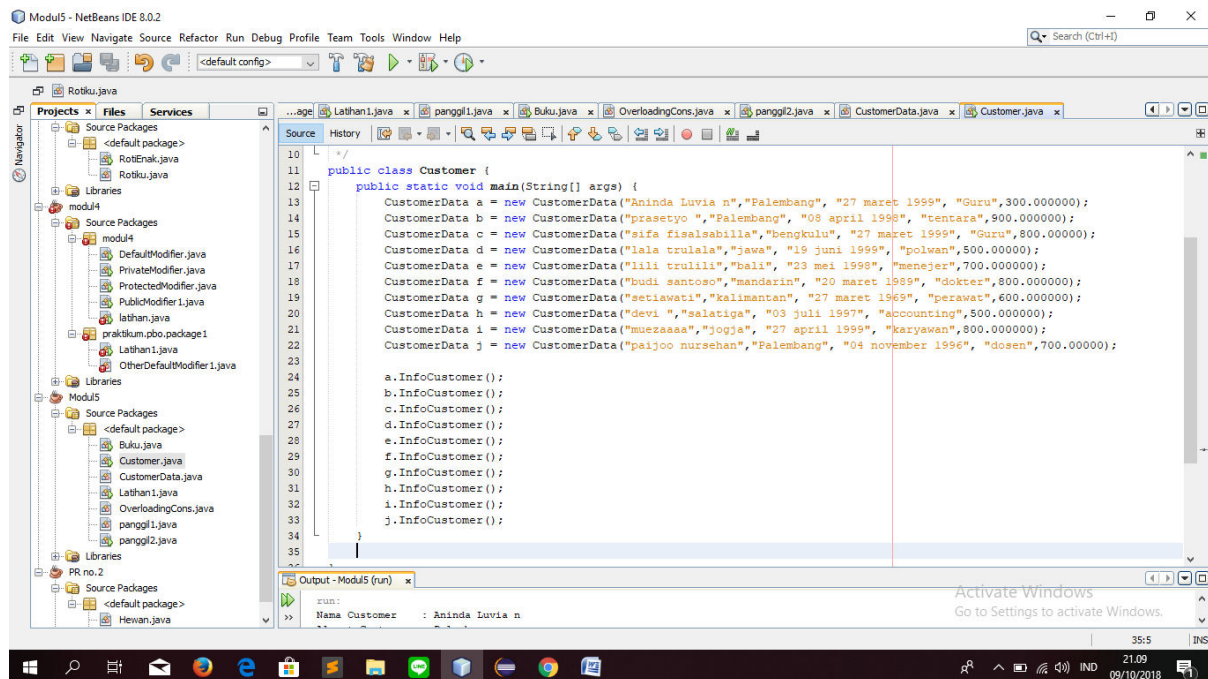 Modul5 - NetBeans IDE 8.0.2
File Edit View Navigate Source Refactor Run Debug Profile Team Tools Window Help
Search (Ctrl+I)
<default config>
Rotiku.java
Projects x Files Services
...age Latihan1.java x panggil1.java x Buku.java x OverloadingCons.java x panggil2.java x CustomerData.java x Customer.java x
Navigator
Source Packages
<default package>
RotiEnak.java
Rotiku.java
Libraries
modul4
Source Packages
modul4
DefaultModifier.java
PrivateModifier.java
ProtectedModifier.java
PublicModifier1.java
latihan.java
praktikum.pbo.package1
Latihan1.java
OtherDefaultModifier1.java
Libraries
Modul5
Source Packages
<default package>
Buku.java
Customer.java
CustomerData.java
Latihan1.java
OverloadingCons.java
panggil1.java
panggil2.java
Libraries
PR no.2
Source Packages
<default package>
Hewan.java
Source History
10 */
11 public class Customer {
12 public static void main(String[] args) {
13 CustomerData a = new CustomerData("Aninda Luvia n","Palembang", "27 maret 1999", "Guru",300.000000);
14 CustomerData b = new CustomerData("prasetyo ","Palembang", "08 april 1998", "tentara",900.000000);
15 CustomerData c = new CustomerData("sifa fisalsabilla","bengkulu", "27 maret 1999", "Guru",800.000000);
16 CustomerData d = new CustomerData("lala trulala","jawa", "19 juni 1999", "polwan",500.00000);
17 CustomerData e = new CustomerData("lili trulili","bali", "23 mei 1998", "menejer",700.000000);
18 CustomerData f = new CustomerData("budi santoso","mandarin", "20 maret 1989", "dokter",800.000000);
19 CustomerData g = new CustomerData("setiawati","kalimantan", "27 maret 1969", "perawat",600.000000);
20 CustomerData h = new CustomerData("devi ","salatiga", "03 juli 1997", "accounting",500.000000);
21 CustomerData i = new CustomerData("muezaaaa","jogja", "27 april 1999", "karyawan",800.000000);
22 CustomerData j = new CustomerData("paijoo nursehan","Palembang", "04 november 1996", "dosen",700.00000);
23
24 a.InfoCustomer();
25 b.InfoCustomer();
26 c.InfoCustomer();
27 d.InfoCustomer();
28 e.InfoCustomer();
29 f.InfoCustomer();
30 g.InfoCustomer();
31 h.InfoCustomer();
32 i.InfoCustomer();
33 j.InfoCustomer();
34 }
35
Output - Modul5 (run) x
run:
Nama Customer : Aninda Luvia n
Activate Windows
Go to Settings to activate Windows.
35:5 INS
IND
21.09
09/10/2018